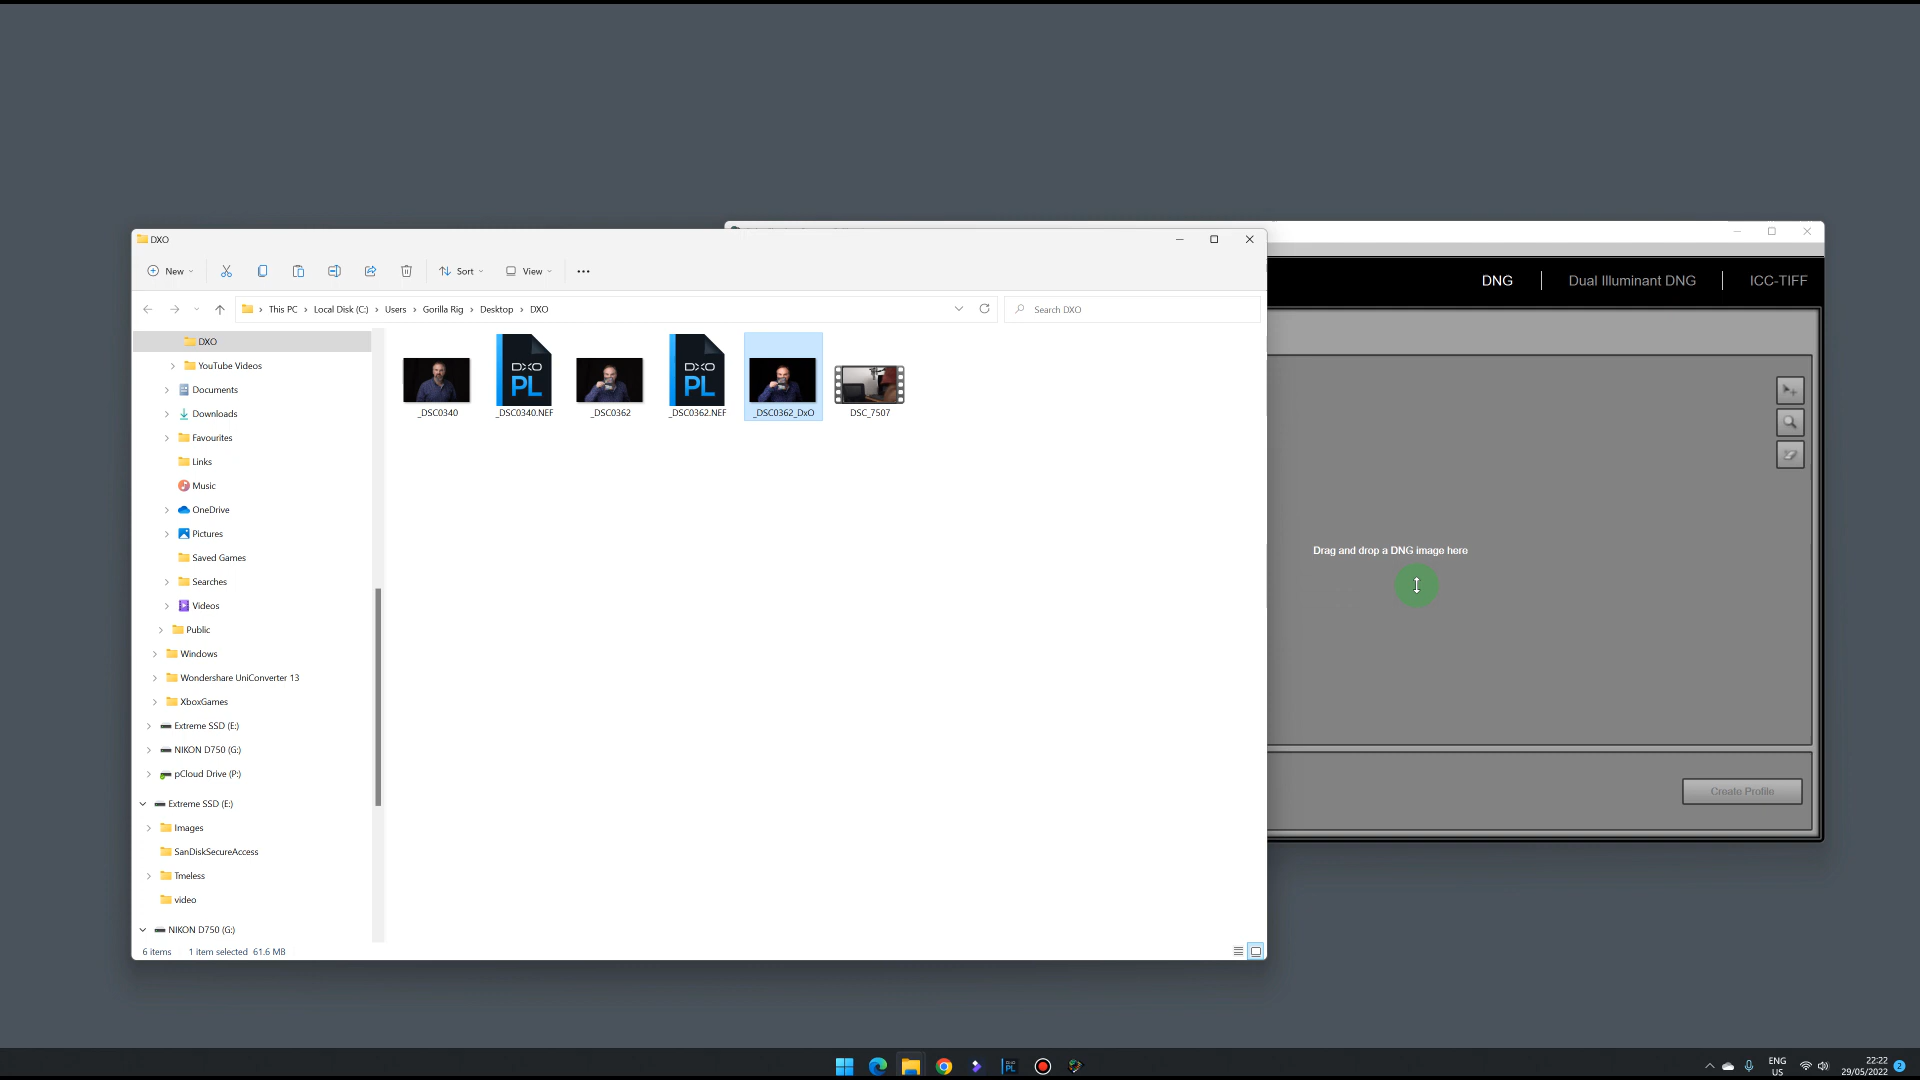 DXO
New
Sort
View
This PC
Local Disk (C:)
Users
Gorilla Rig
Desktop
DXO
Search DXO
DNG
Dual Illuminant DNG
ICC-TIFF
DXO
YouTube Videos
Documents
Downloads
Favourites
Links
Music
OneDrive
Pictures
Saved Games
Searches
Videos
Public
Windows
Wondershare UniConverter 13
XboxGames
Extreme SSD (E:)
NIKON D750 (G:)
pCloud Drive (P:)
Extreme SSD (E:)
Images
SanDiskSecureAccess
Tmeless
video
NIKON D750 (G:)
DXO
PL
DXO
PL
_DSC0340
_DSC0340.NEF
_DSC0362
_DSC0362.NEF
_DSC0362_DxO
DSC_7507
Drag and drop a DNG image here
Create Profile
6 items
1 item selected 61.6 MB
DXO
PL
ENG
US
22:22
29/05/2022
2